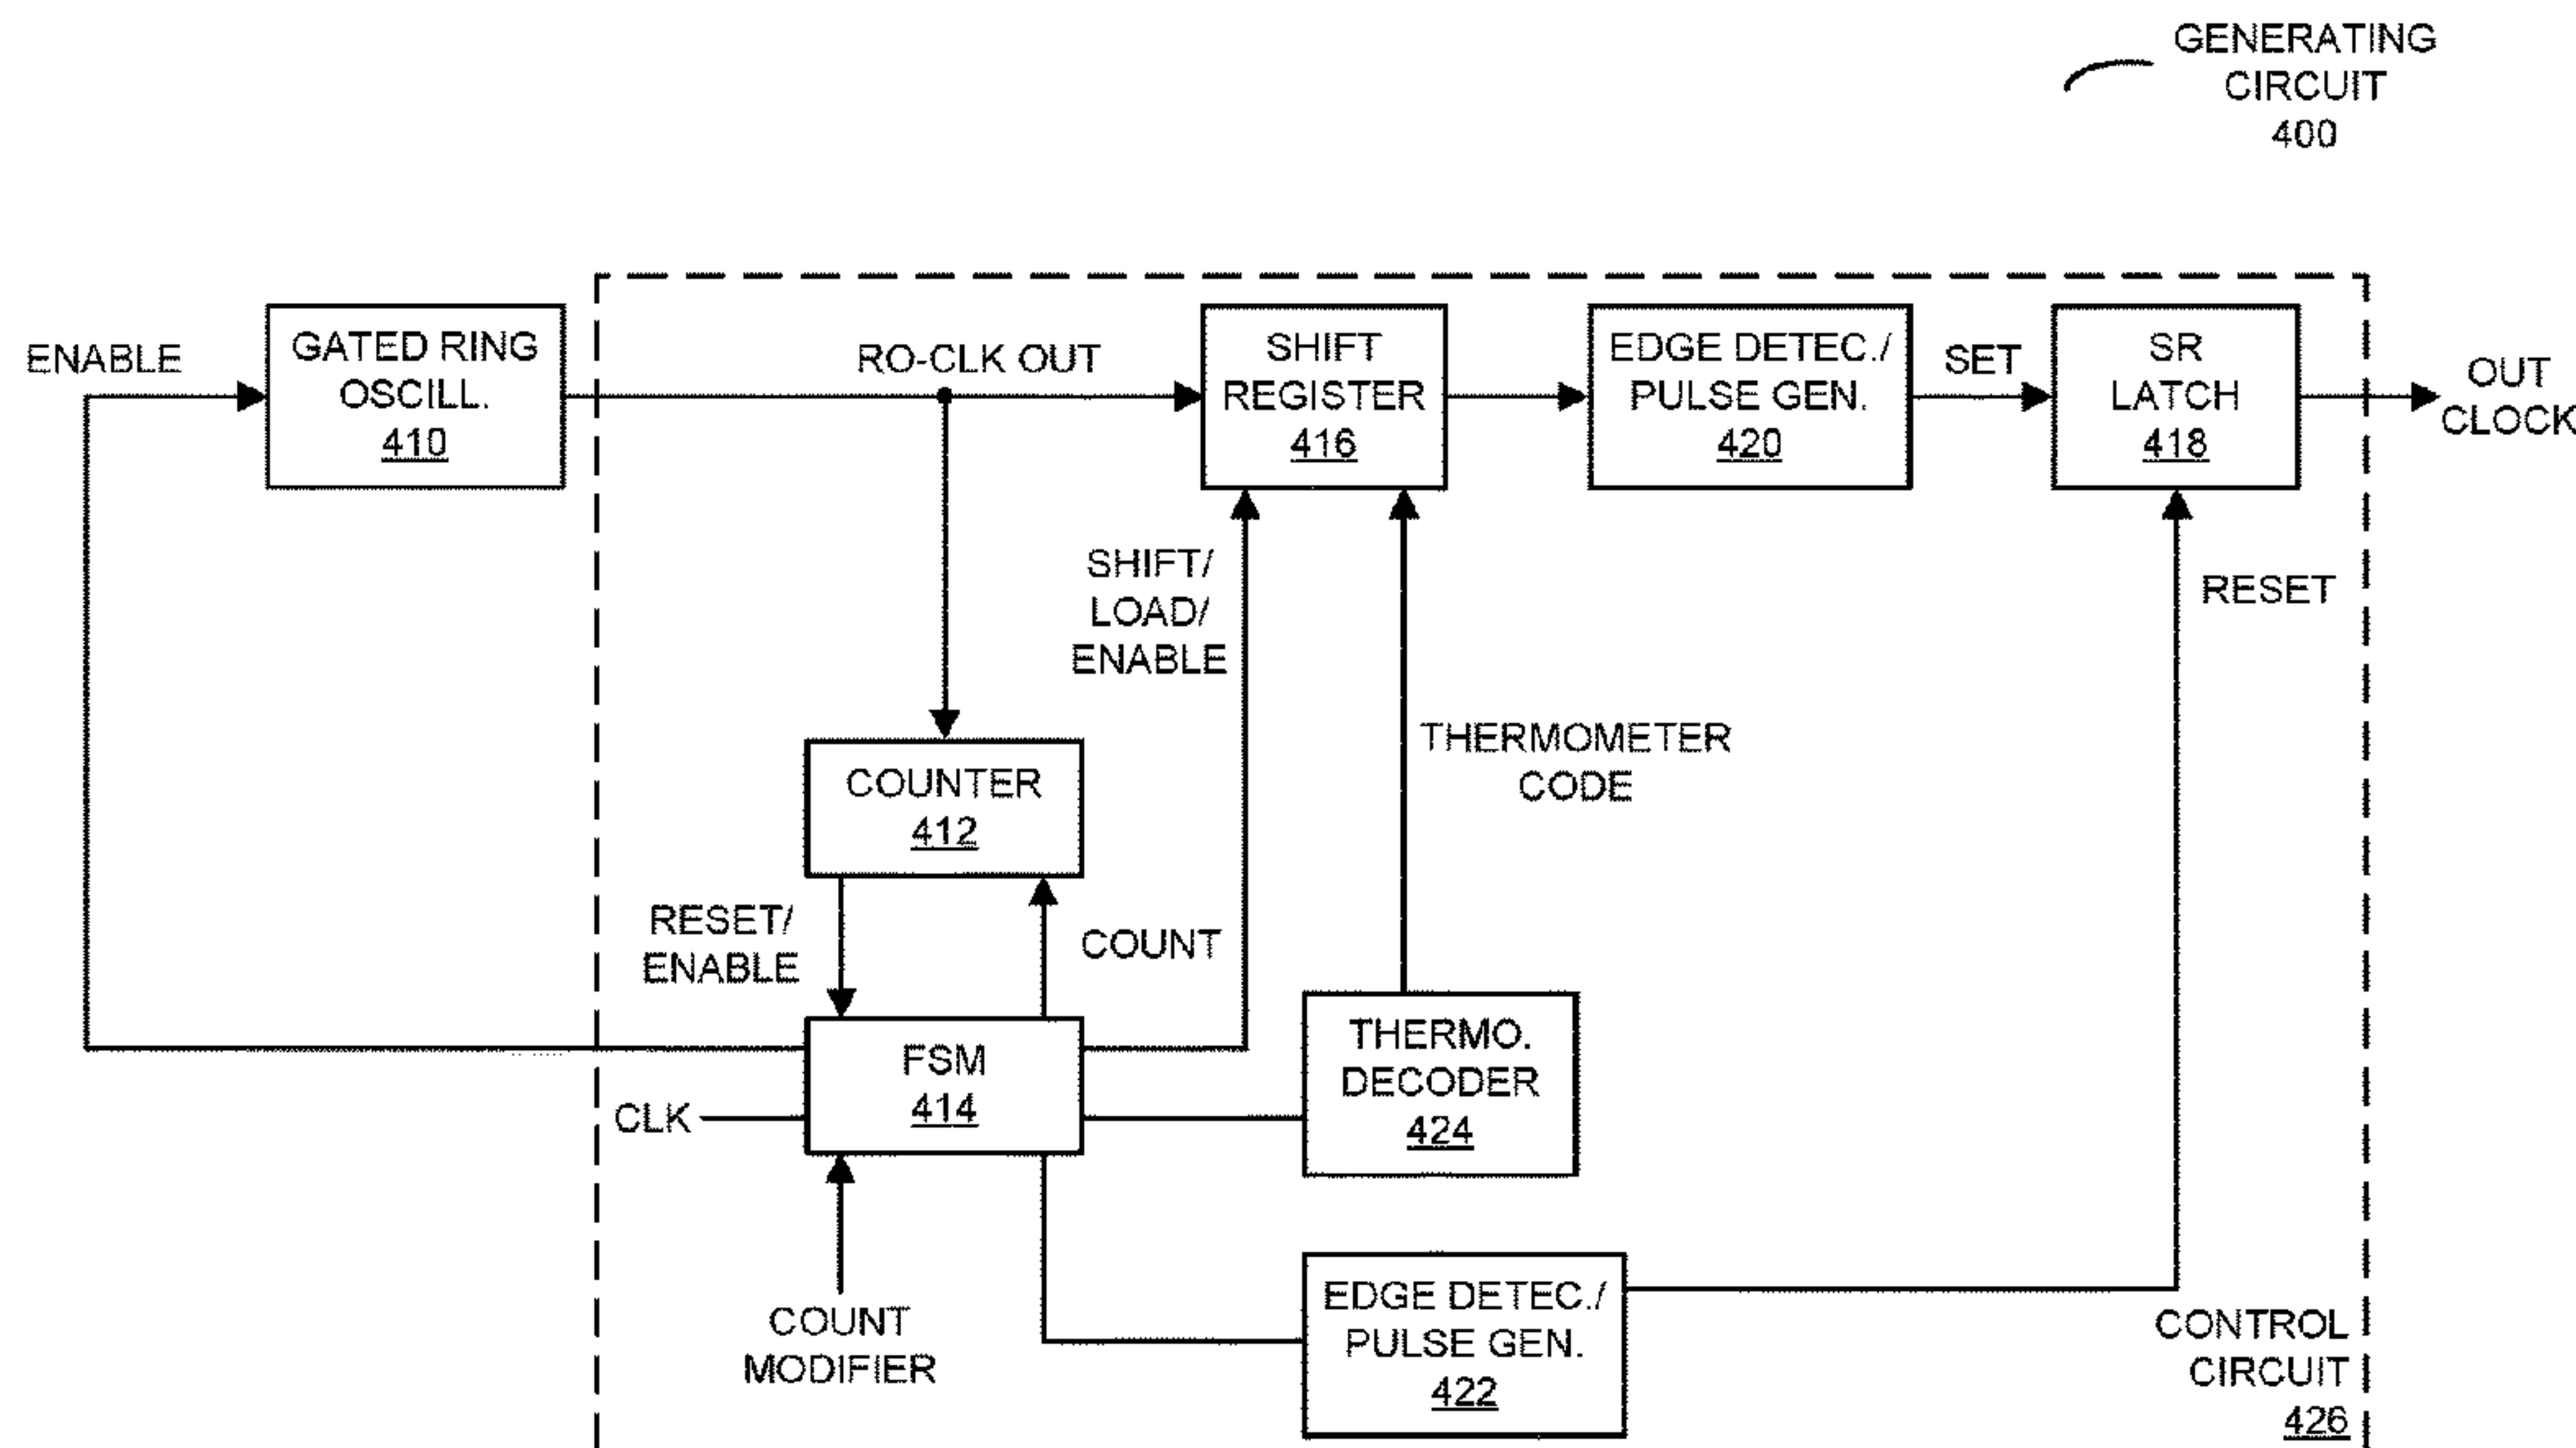 GENERATING
CIRCUIT
400
ENABLE
GATED RING
OSCILL.
410
RO-CLK OUT
SHIFT
REGISTER
416
EDGE DETEC./
PULSE GEN.
420
SET
SR
LATCH
418
OUT
CLOCK
SHIFT/
LOAD/
ENABLE
RESET
THERMOMETER
CODE
COUNTER
412
RESET/
ENABLE
COUNT
FSM
414
CLK
THERMO.
DECODER
424
COUNT
MODIFIER
EDGE DETEC./
PULSE GEN.
422
CONTROL
CIRCUIT
426